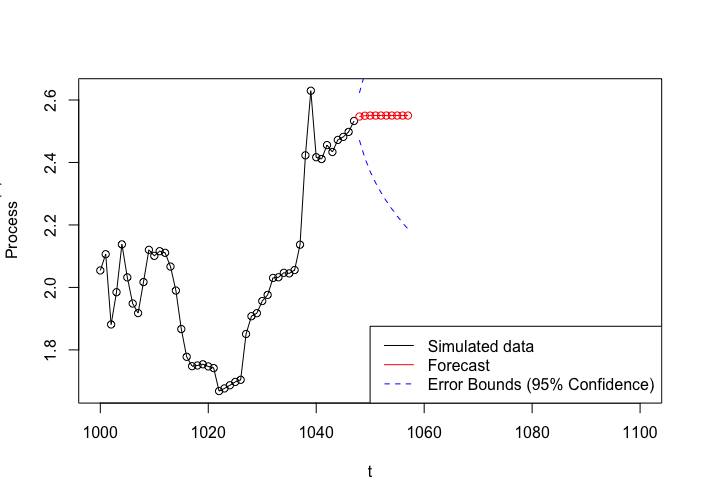 Process
2.6
2.4
2.2
2.0
1.8
1000
1020
1040
1060
1080
1100
t
Simulated data
Forecast
Error Bounds (95% Confidence)